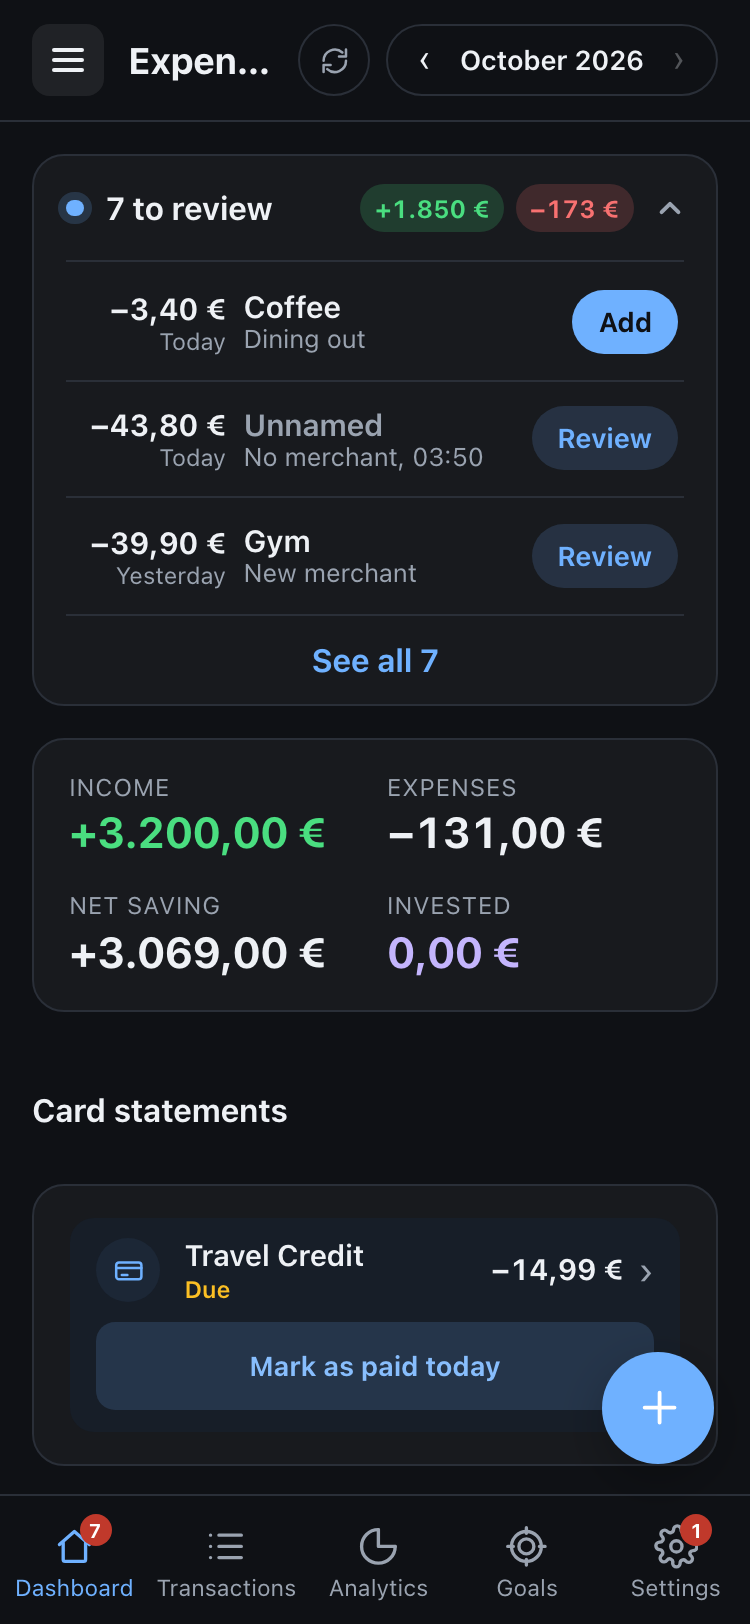 Expen...
October 2026
7 to review
+1.850 €
−173 €
−3,40 €
Today
Coffee
Dining out
Add
−43,80 €
Today
Unnamed
No merchant, 03:50
Review
−39,90 €
Yesterday
Gym
New merchant
Review
See all 7
INCOME
+3.200,00 €
EXPENSES
−131,00 €
NET SAVING
+3.069,00 €
INVESTED
0,00 €
Card statements
Travel Credit
Due
−14,99 €
Mark as paid today
7
Dashboard
Transactions
Analytics
Goals
1
Settings